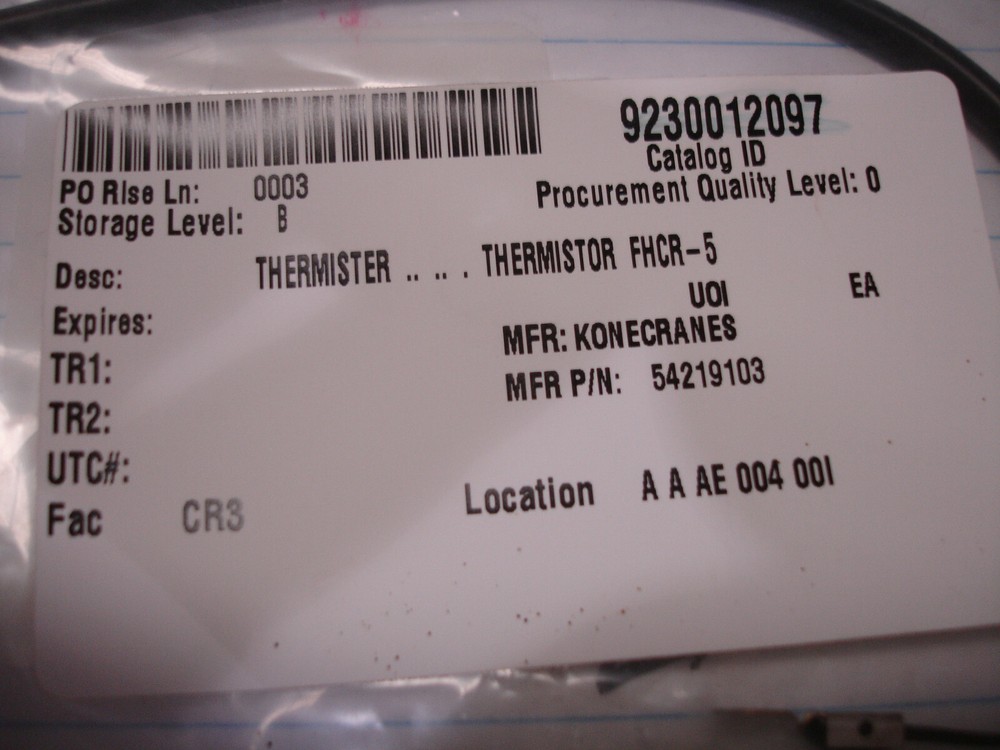 9230012097
Catalog ID
PO Rlse Ln: 0003
Procurement Quality Level: 0
Storage Level: B
Desc: THERMISTER .. .. . THERMISTOR FHCR-5
UOI EA
Expires:
MFR: KONECRANES
TR1:
MFR P/N: 54219103
TR2:
UTC#:
Location A A AE 004 00I
Fac CR3